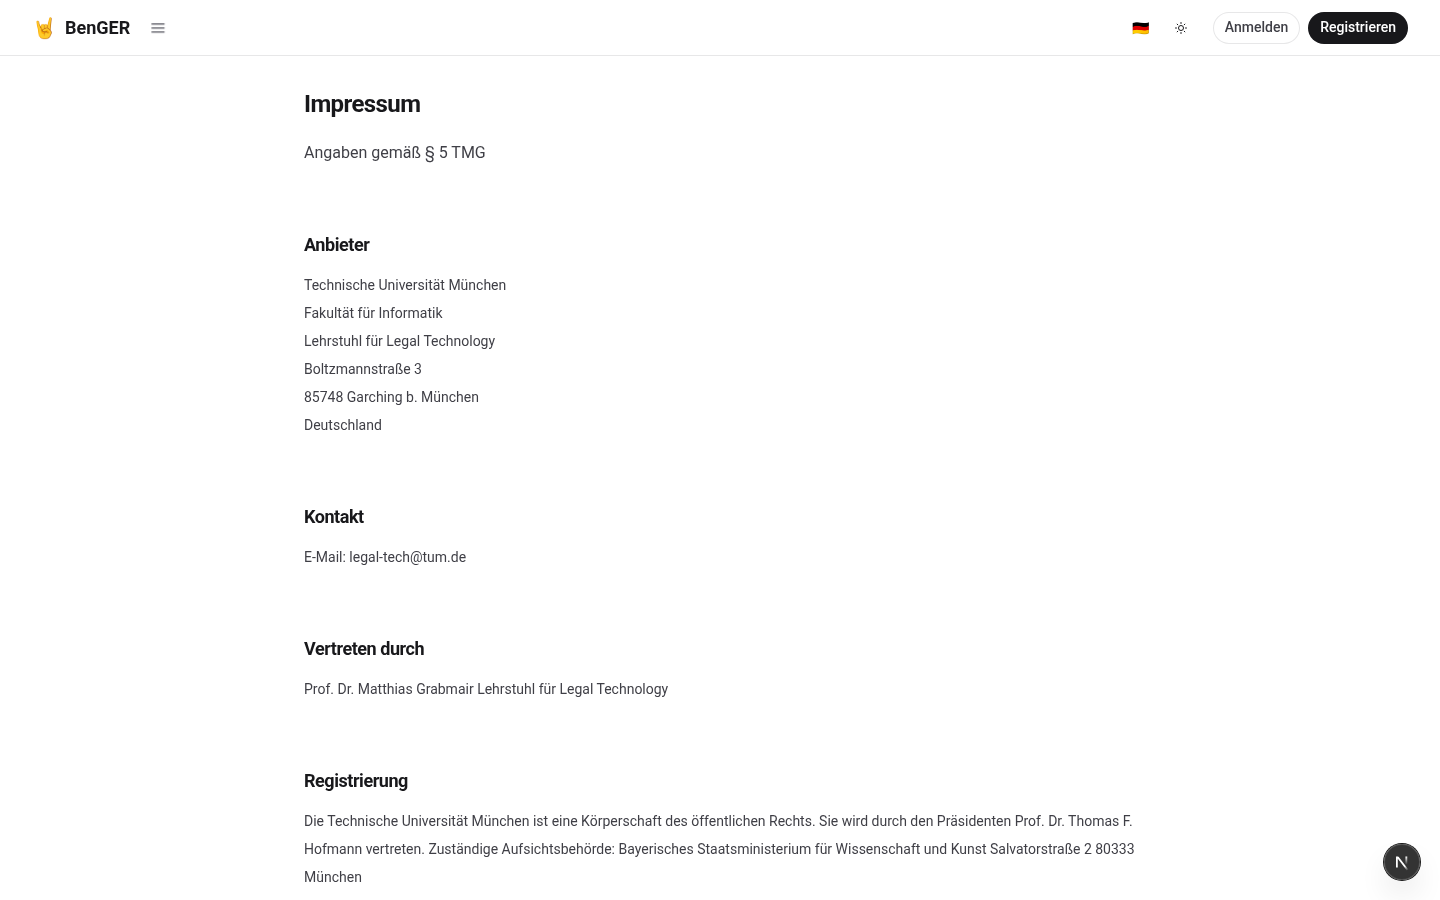 BenGER
Anmelden
Registrieren
Impressum
Angaben gemäß § 5 TMG
Anbieter
Technische Universität München
Fakultät für Informatik
Lehrstuhl für Legal Technology
Boltzmannstraße 3
85748 Garching b. München
Deutschland
Kontakt
E-Mail: legal-tech@tum.de
Vertreten durch
Prof. Dr. Matthias Grabmair Lehrstuhl für Legal Technology
Registrierung
Die Technische Universität München ist eine Körperschaft des öffentlichen Rechts. Sie wird durch den Präsidenten Prof. Dr. Thomas F.
Hofmann vertreten. Zuständige Aufsichtsbehörde: Bayerisches Staatsministerium für Wissenschaft und Kunst Salvatorstraße 2 80333
München
N